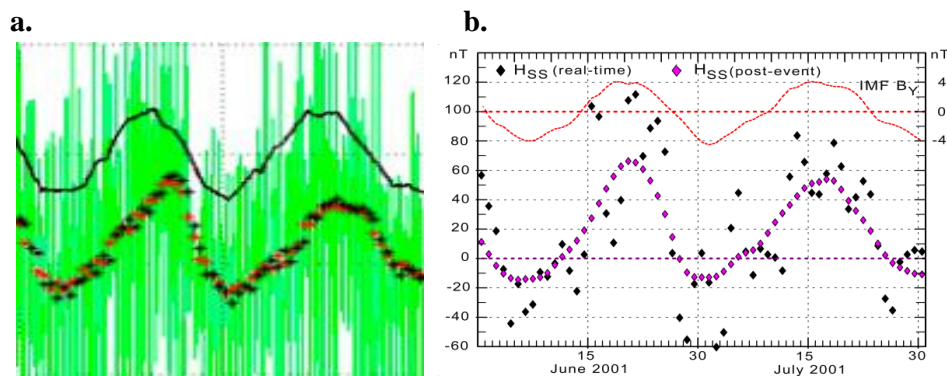 a.
b.
nT H_SS (real-time) H_SS (post-event) nT
120 IMF B_Y 4
100 0
80 -4
60
40
20
0
-20
-40
-60
15 30 15 30
June 2001 July 2001